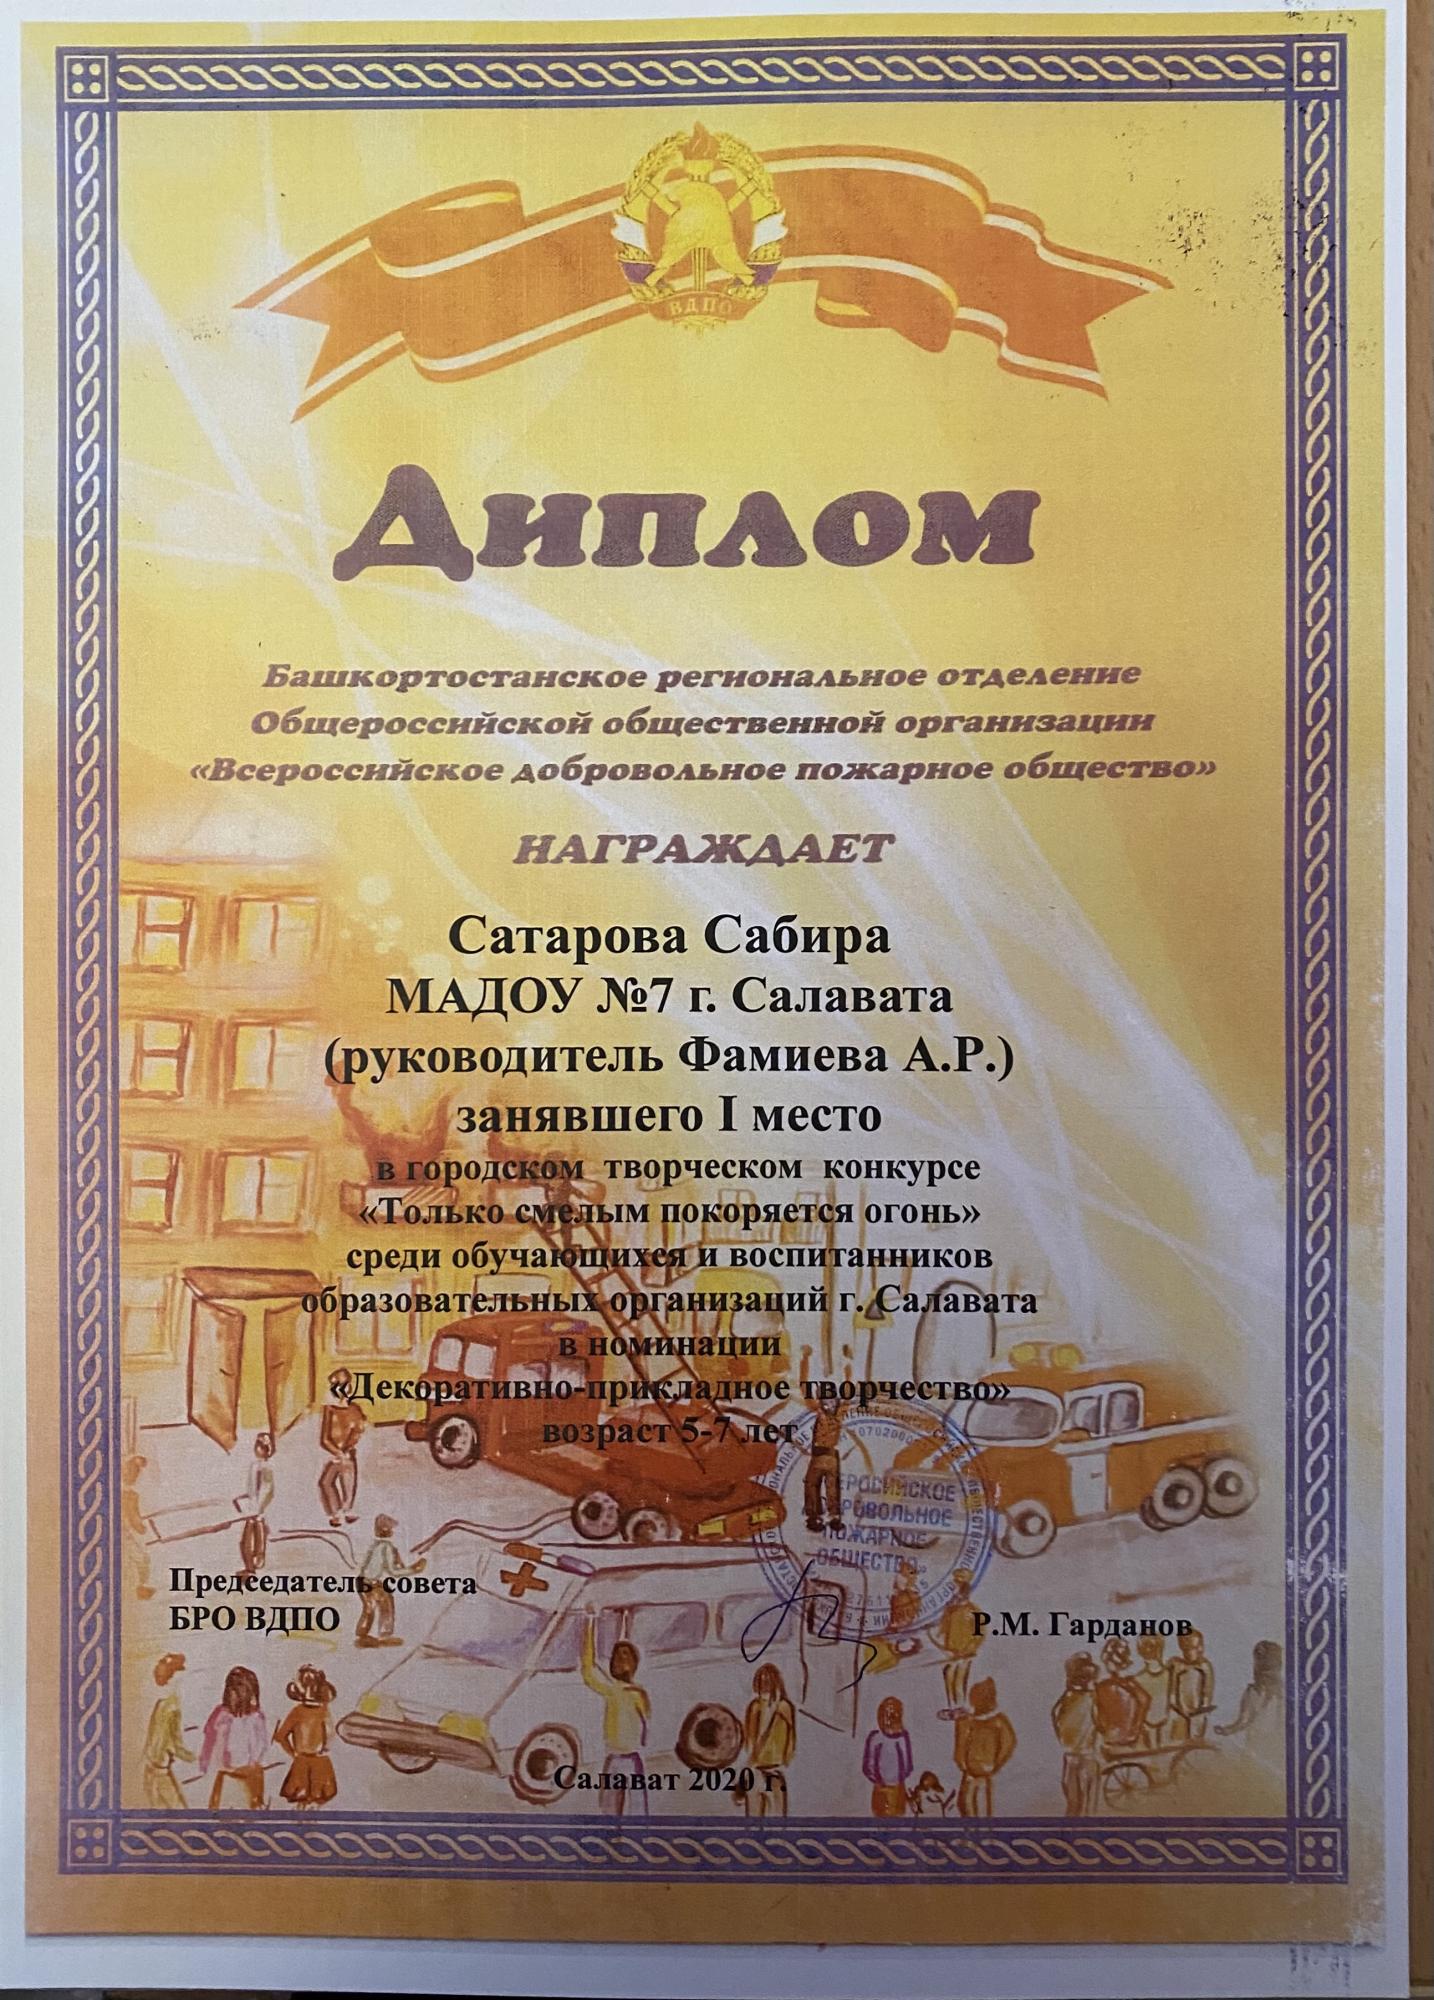 ВДПО
Диплом
Башкортостанское региональное отделение
Общероссийской общественной организации
«Всероссийское добровольное пожарное общество»
НАГРАЖДАЕТ
Сатарова Сабира
МАДОУ №7 г. Салавата
(руководитель Фамиева А.Р.)
занявшего I место
в городском творческом конкурсе
«Только смелым покоряется огонь»
среди обучающихся и воспитанников
образовательных организаций г. Салавата
в номинации
«Декоративно-прикладное творчество»
возраст 5-7 лет
ПОЖАРНОЕ
ОБЩЕСТВО»
Председатель совета
БРО ВДПО
Р.М. Гарданов
Салават 2020 г.